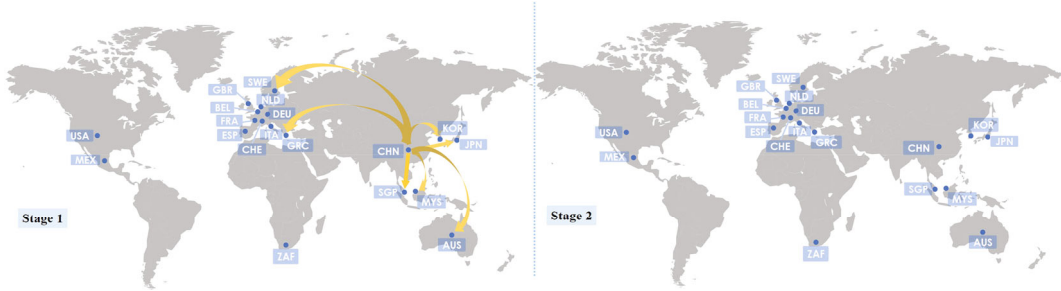 SWE
GBR
NLD
BEL
DEU
FRA
USA
ESP
ITA
KOR
JPN
CHE
GRC
CHN
MEX
SGP
MYS
Stage 1
AUS
ZAF
SWE
GBR
NLD
BEL
DEU
FRA
USA
ESP
ITA
KOR
JPN
CHE
GRC
CHN
MEX
SGP
MYS
Stage 2
AUS
ZAF